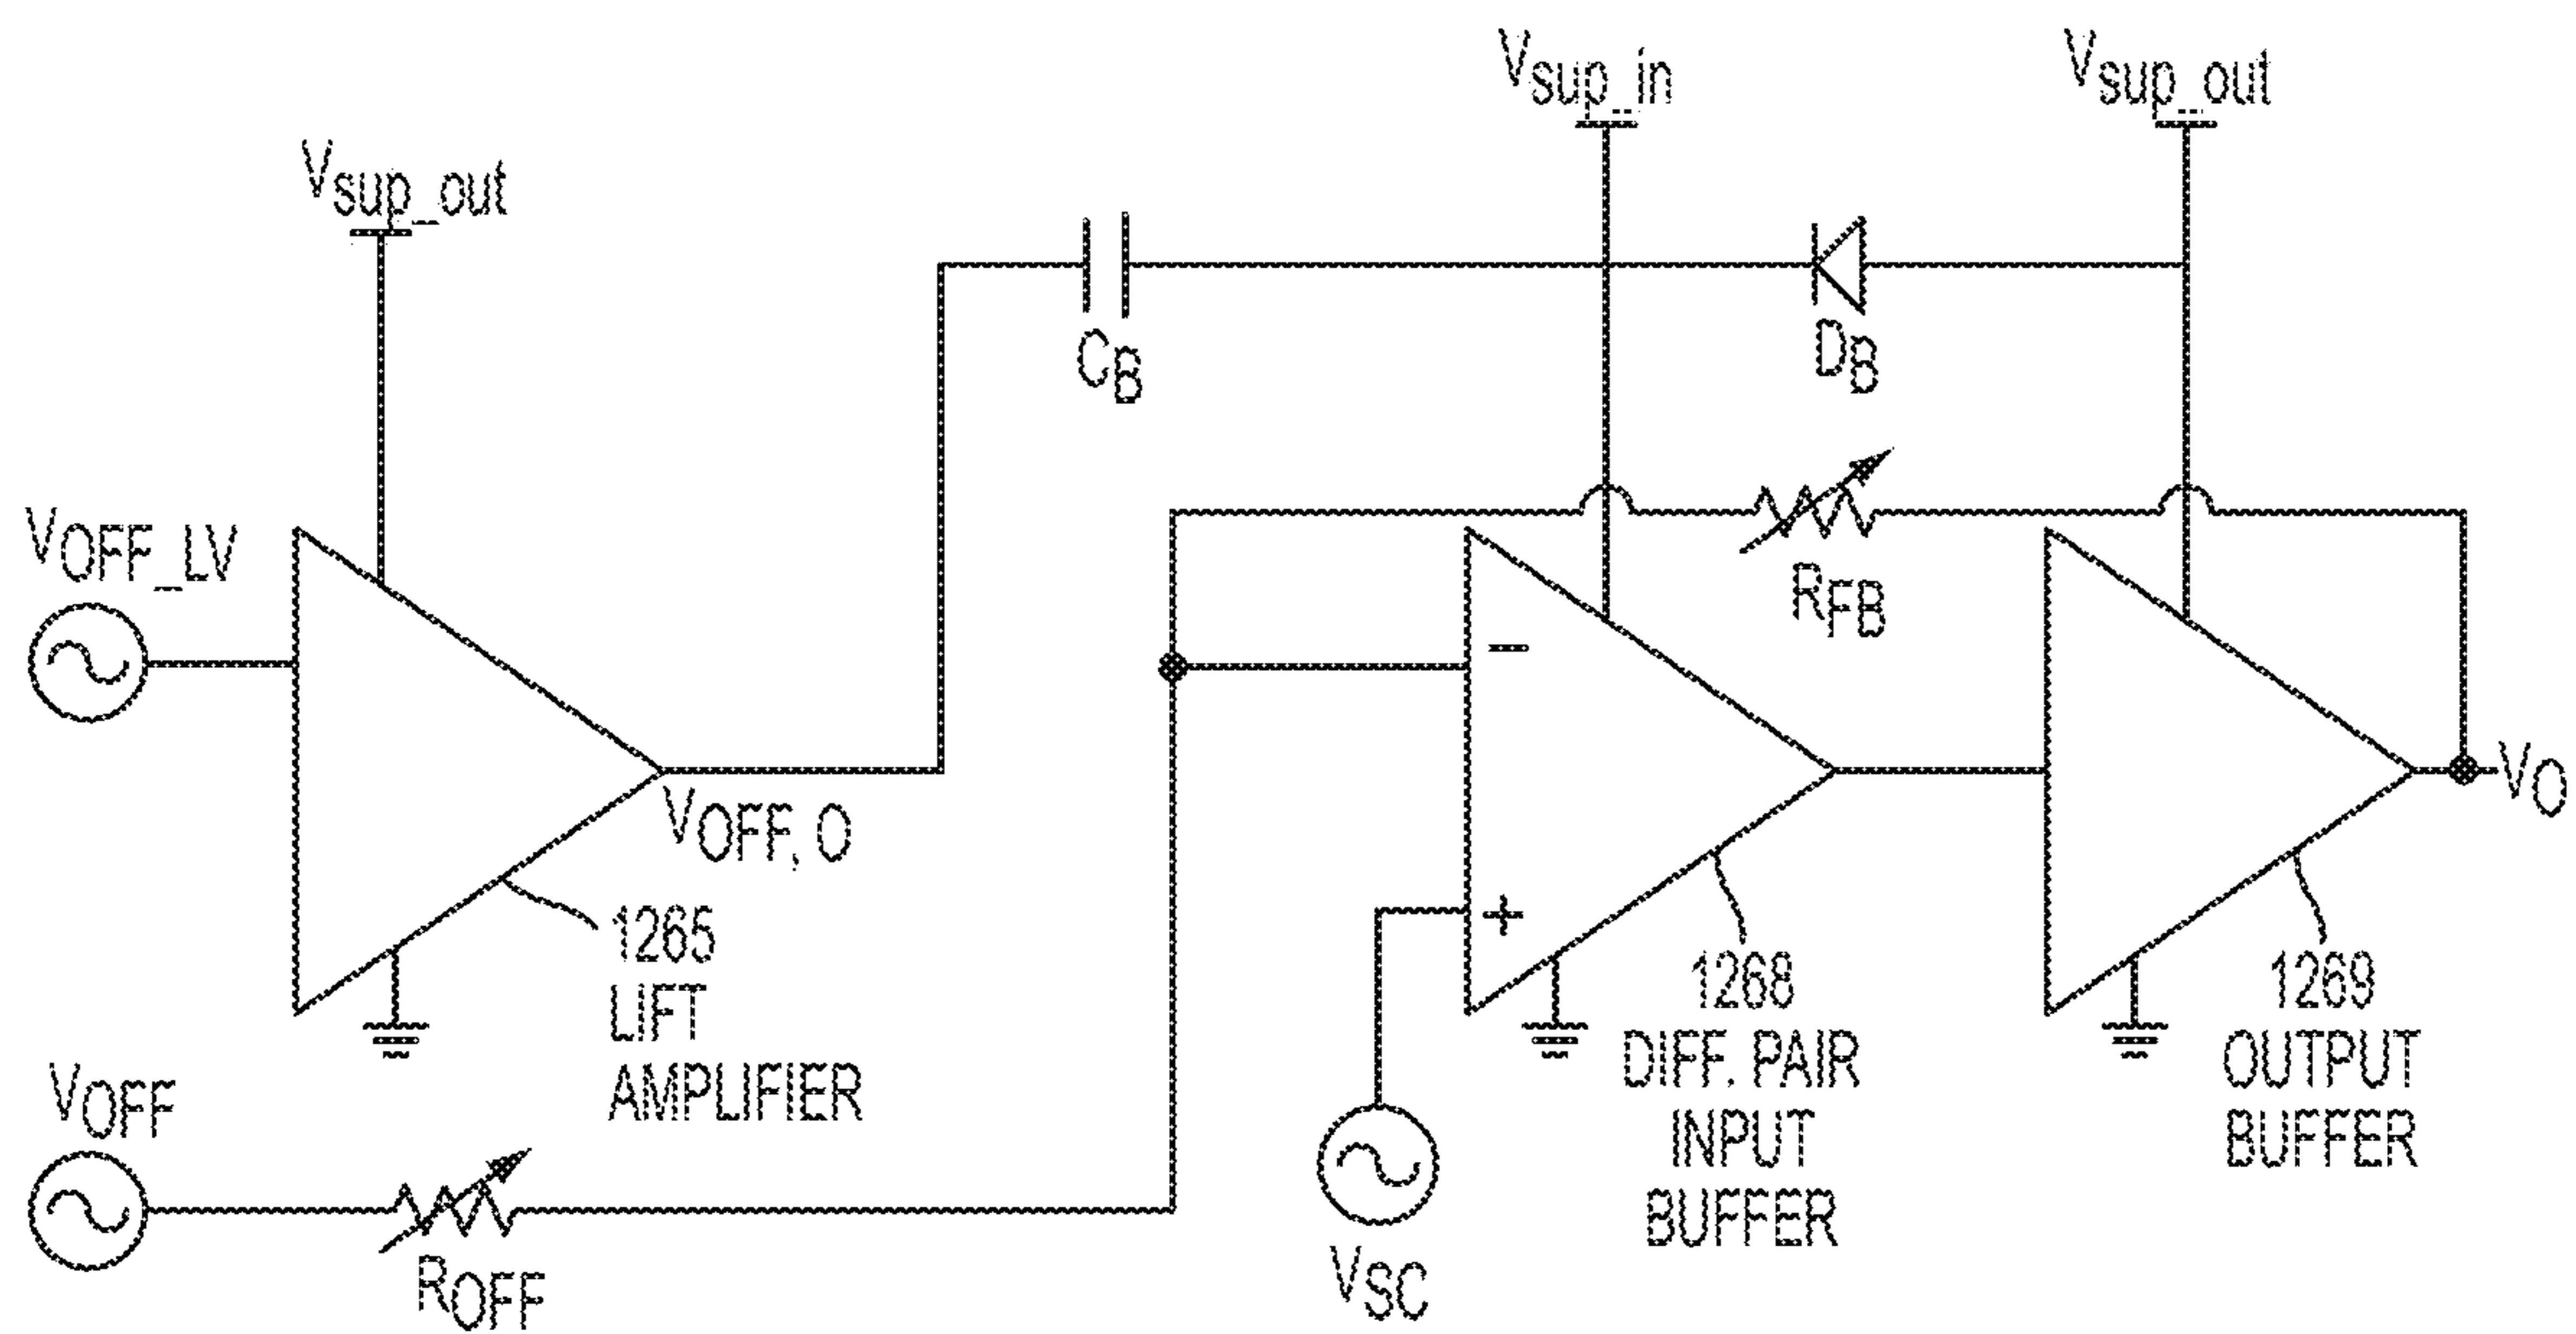 Vsup_in
Vsup_out
Vsup_out
CB
DB
VOFF_LV
RFB
−
VOFF, O
VO
+
1265
LIFT
AMPLIFIER
1268
DIFF. PAIR
INPUT
BUFFER
1269
OUTPUT
BUFFER
VOFF
ROFF
VSC